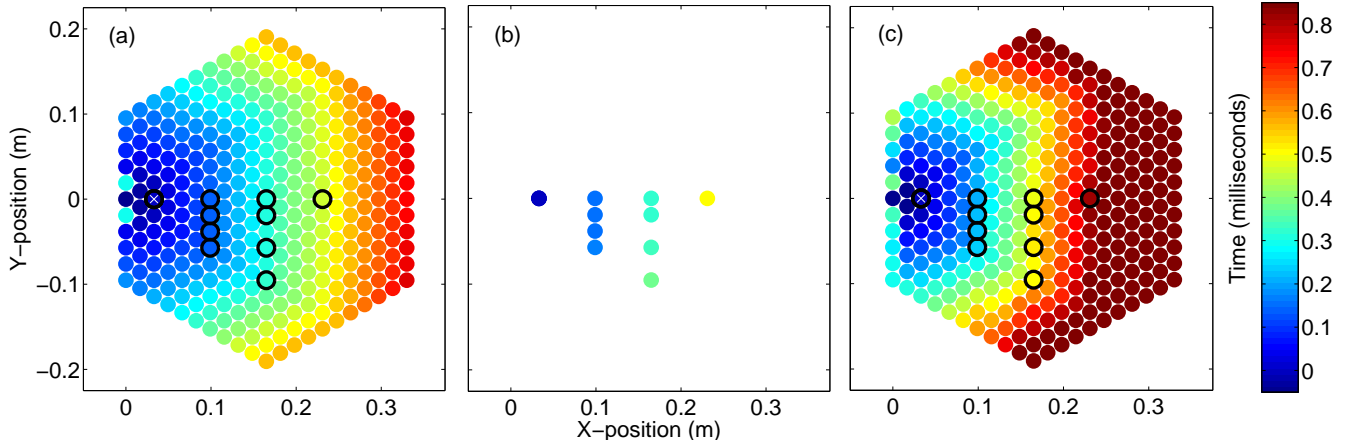 (a)
(b)
(c)
0.2
0.1
0
−0.1
−0.2
Y−position (m)
0 0.1 0.2 0.3
0 0.1 0.2 0.3
0 0.1 0.2 0.3
X−position (m)
Time (milliseconds)
0.8
0.7
0.6
0.5
0.4
0.3
0.2
0.1
0